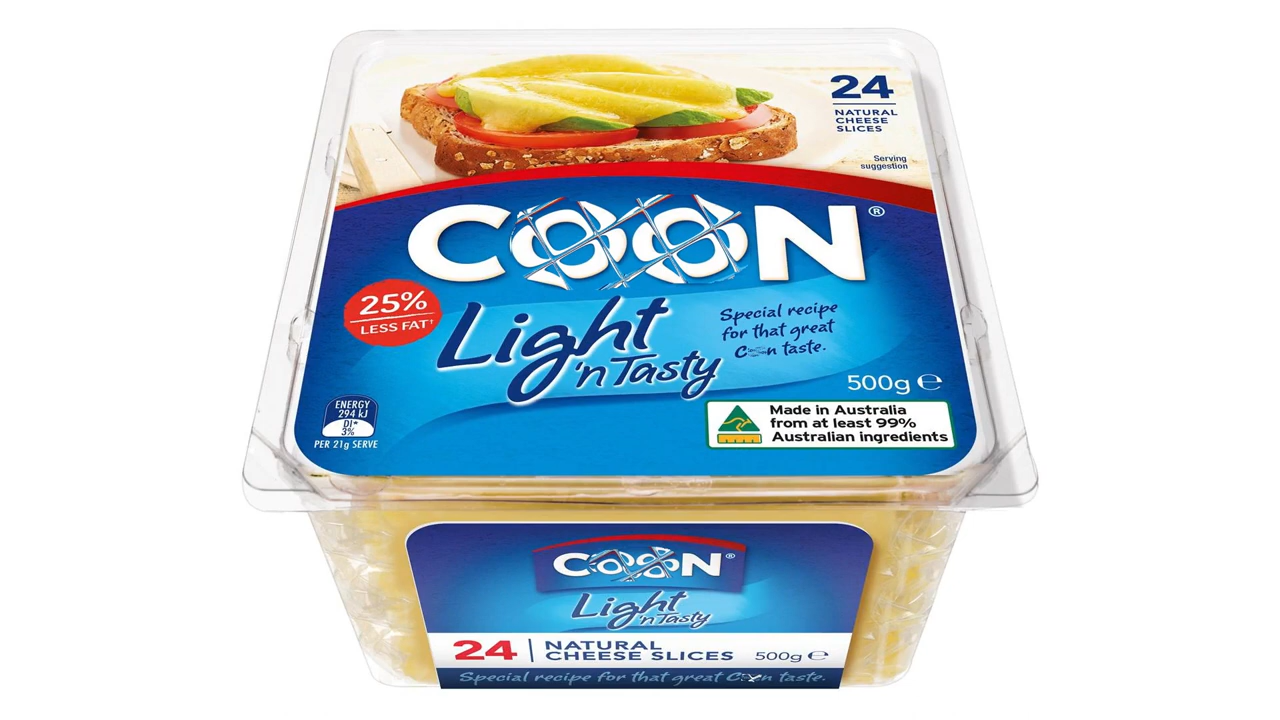 24
NATURAL
CHEESE
SLICES
Serving
suggestion
COON®
25%
LESS FAT†
Light
'n Tasty
Special recipe
for that great
taste.
500g ℮
ENERGY
294 kJ
DI*
3%
PER 21g SERVE
Made in Australia
from at least 99%
Australian ingredients
COON®
Light
'n Tasty
24 | NATURAL
CHEESE SLICES 500g ℮
Special recipe for that great taste.